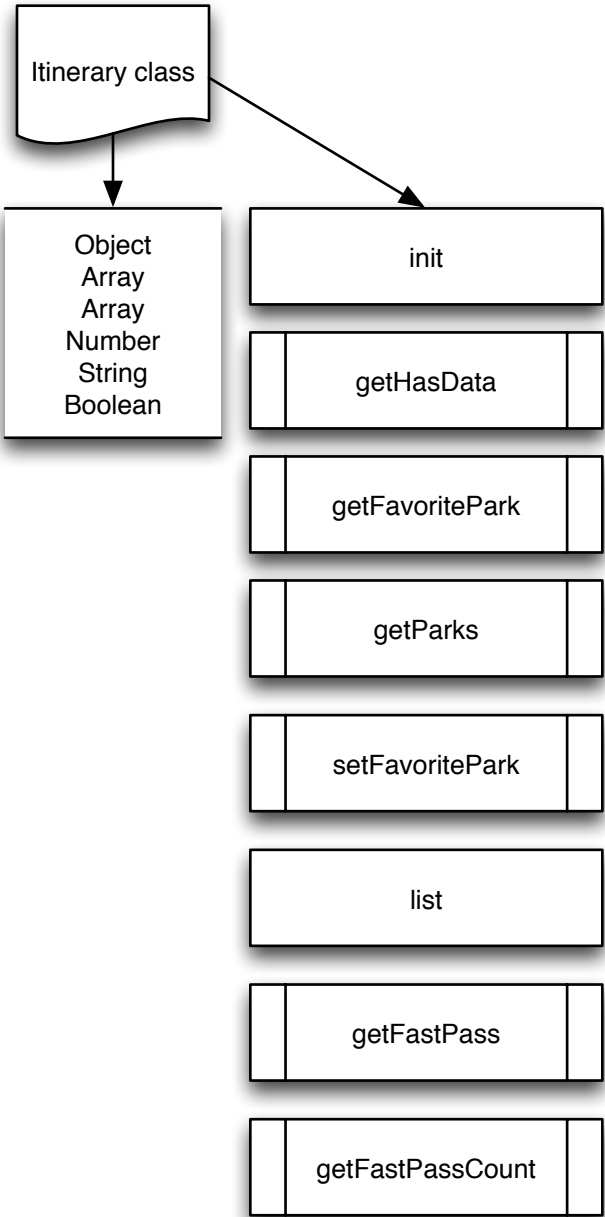 Itinerary class
Object
Array
Array
Number
String
Boolean
init
getHasData
getFavoritePark
getParks
setFavoritePark
list
getFastPass
getFastPassCount